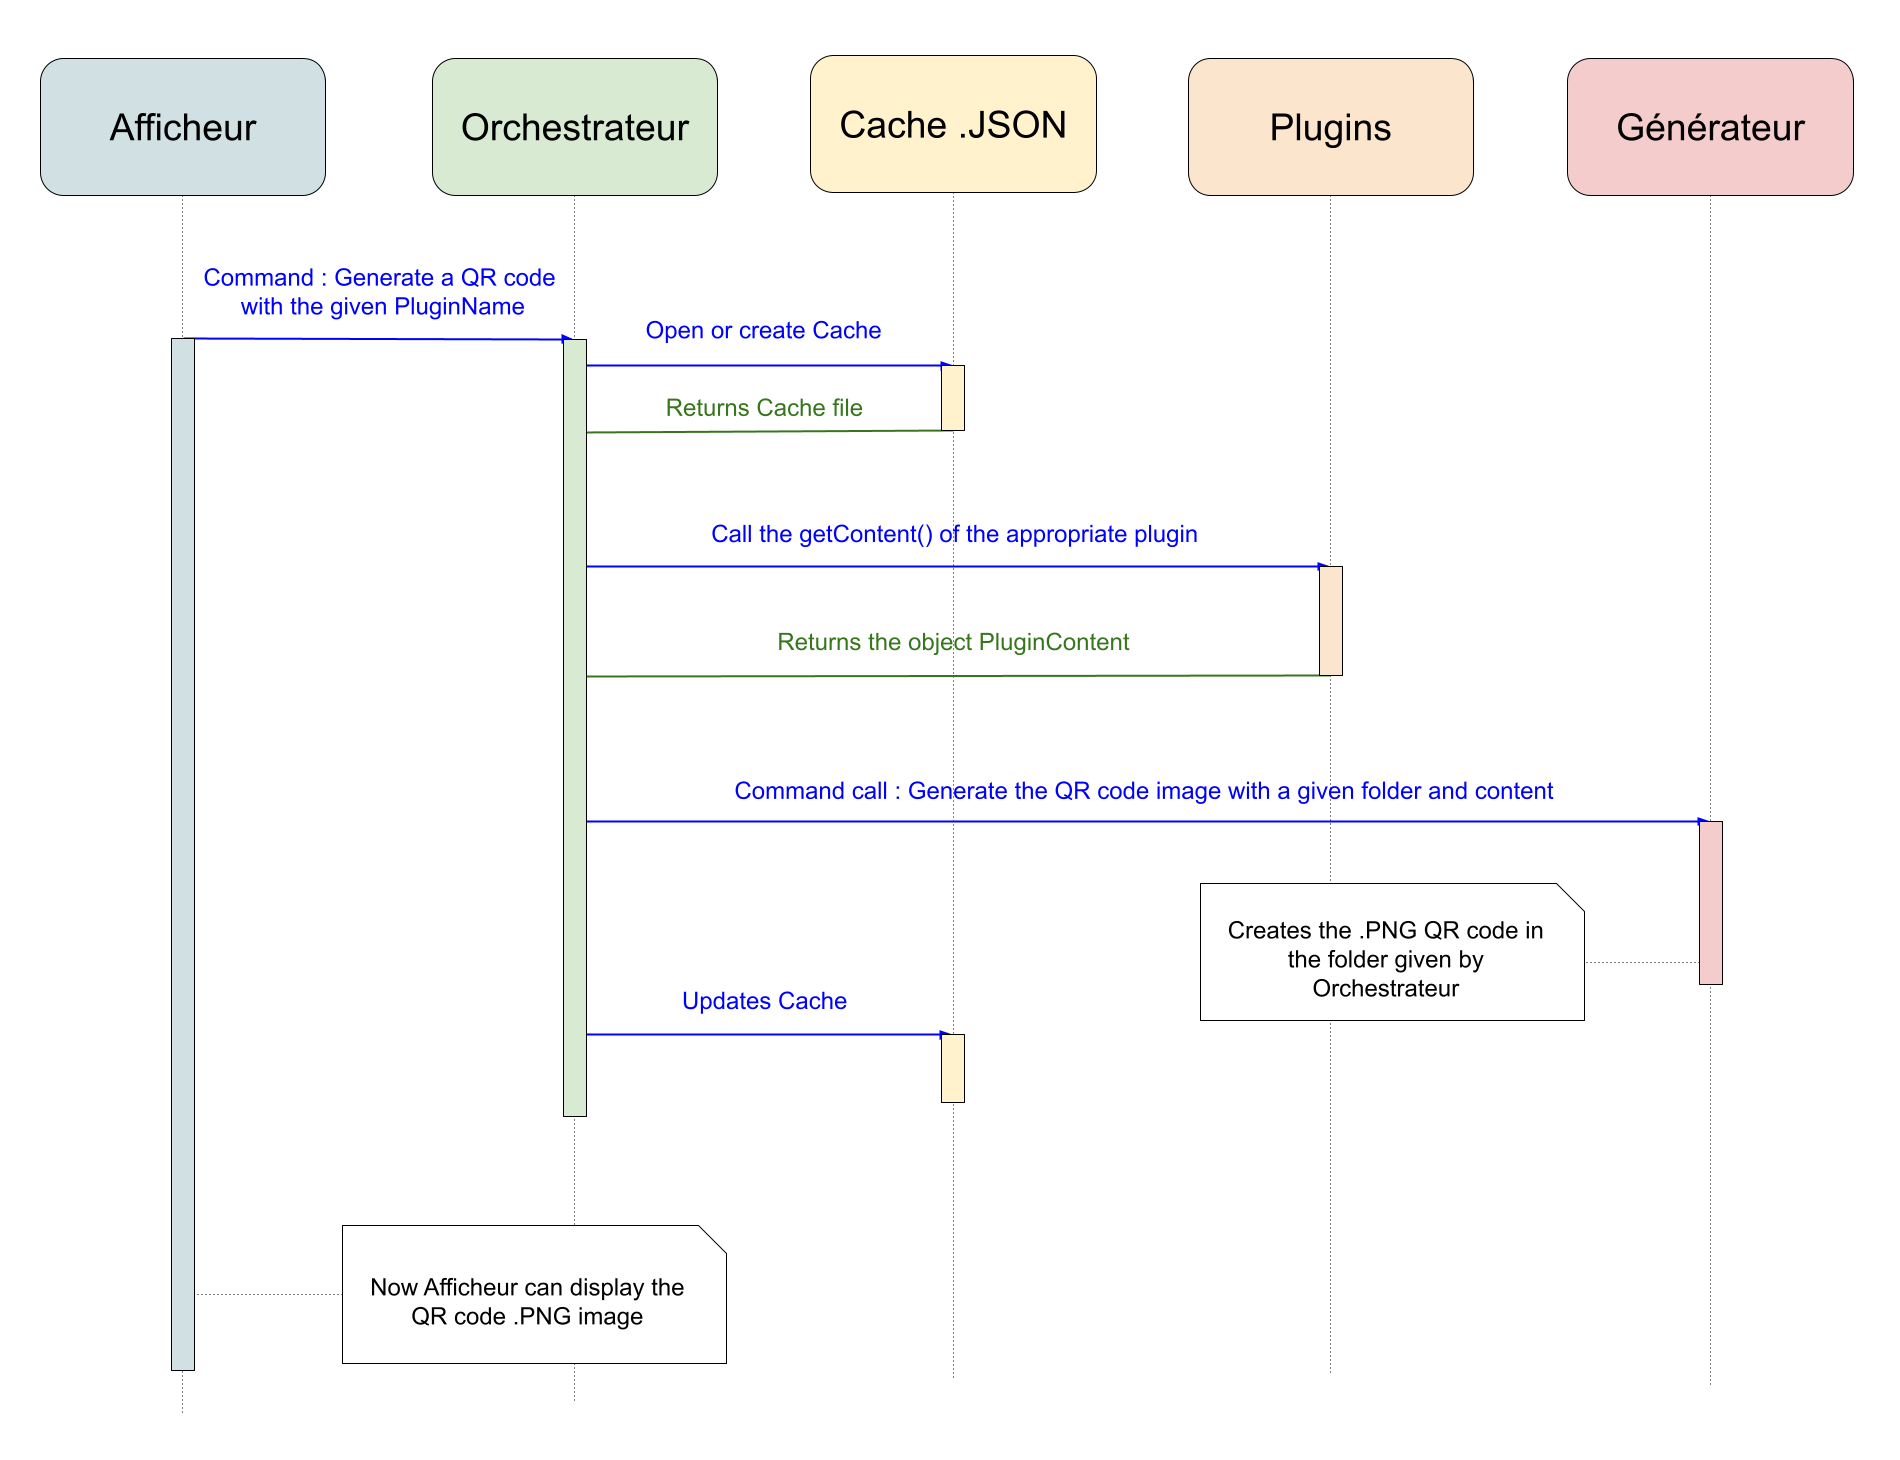 Afficheur
Orchestrateur
Cache .JSON
Plugins
Générateur
Command : Generate a QR code
with the given PluginName
Open or create Cache
Returns Cache file
Call the getContent() of the appropriate plugin
Returns the object PluginContent
Command call : Generate the QR code image with a given folder and content
Creates the .PNG QR code in
the folder given by
Orchestrateur
Updates Cache
Now Afficheur can display the
QR code .PNG image